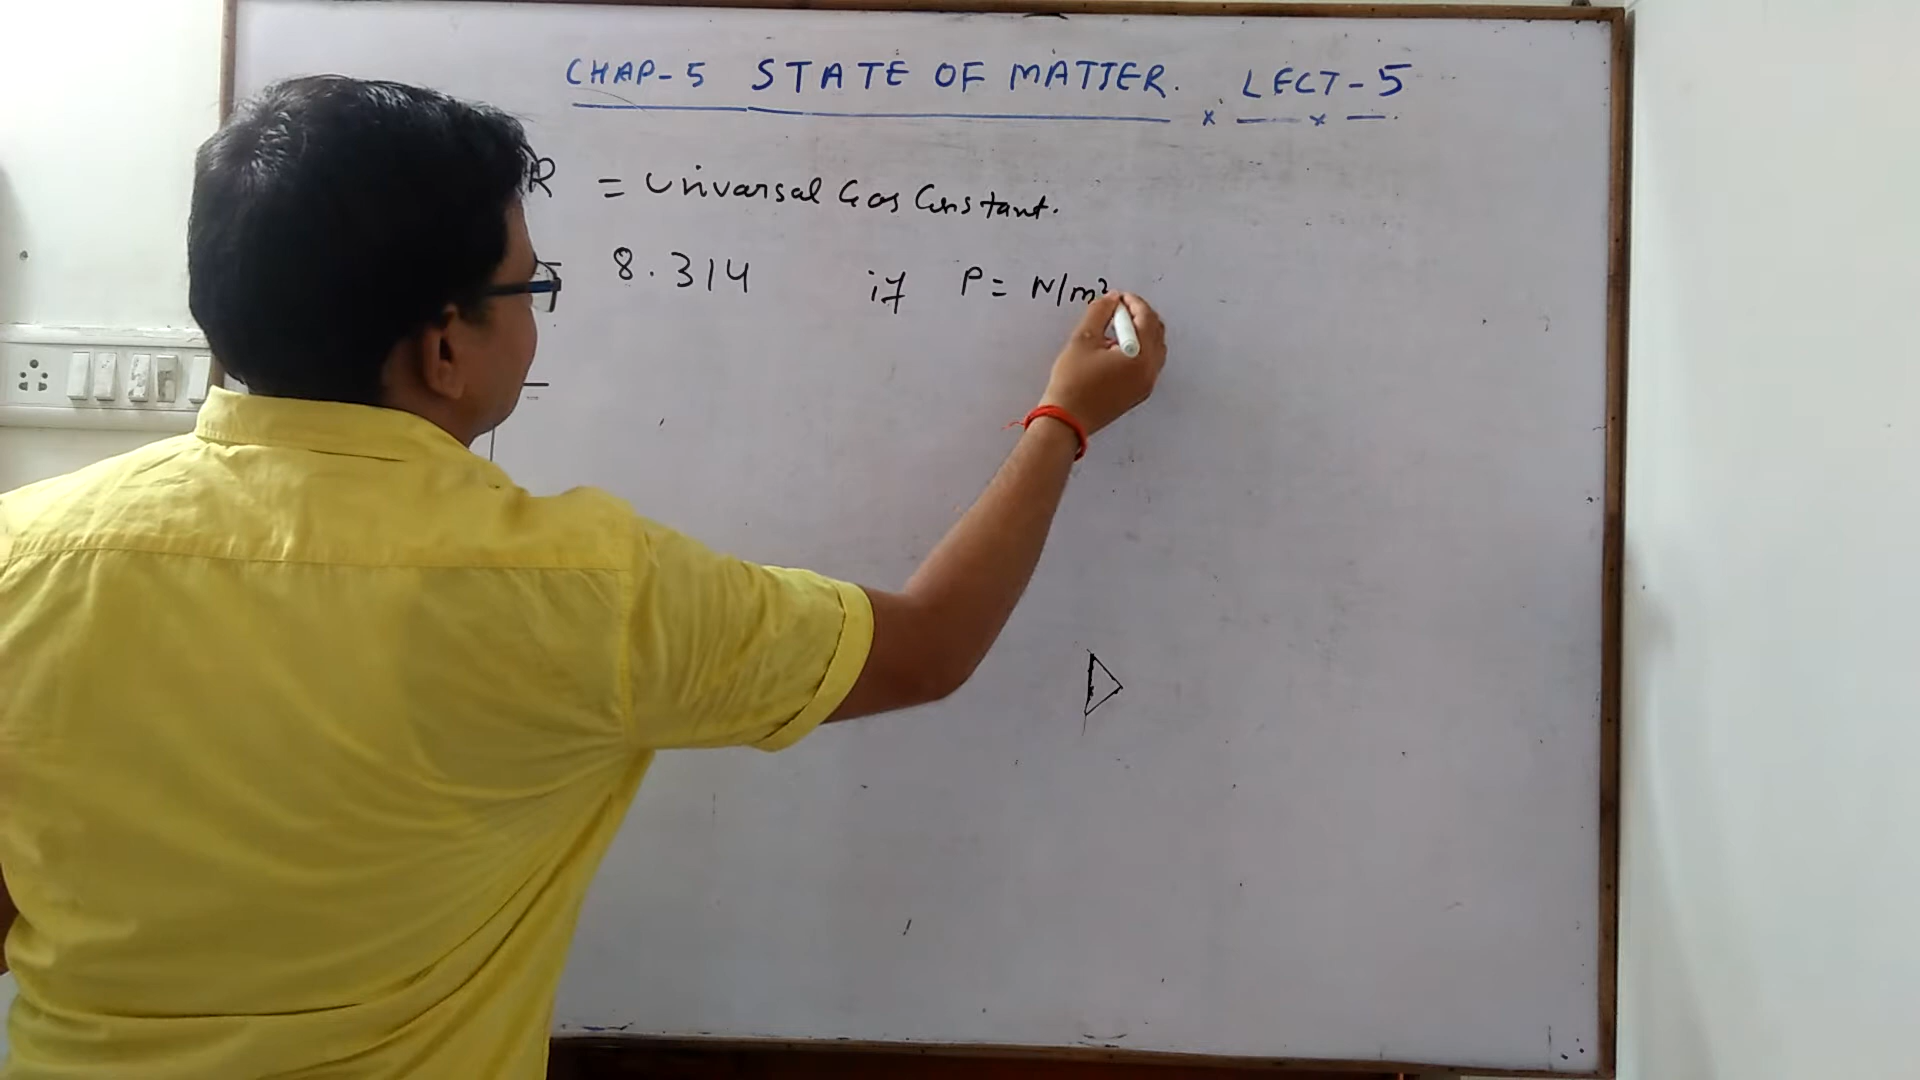 CHAP-5 STATE OF MATTER. LECT-5
R = Universal Gas Constant.
= 8.314 if P = N/m²
=